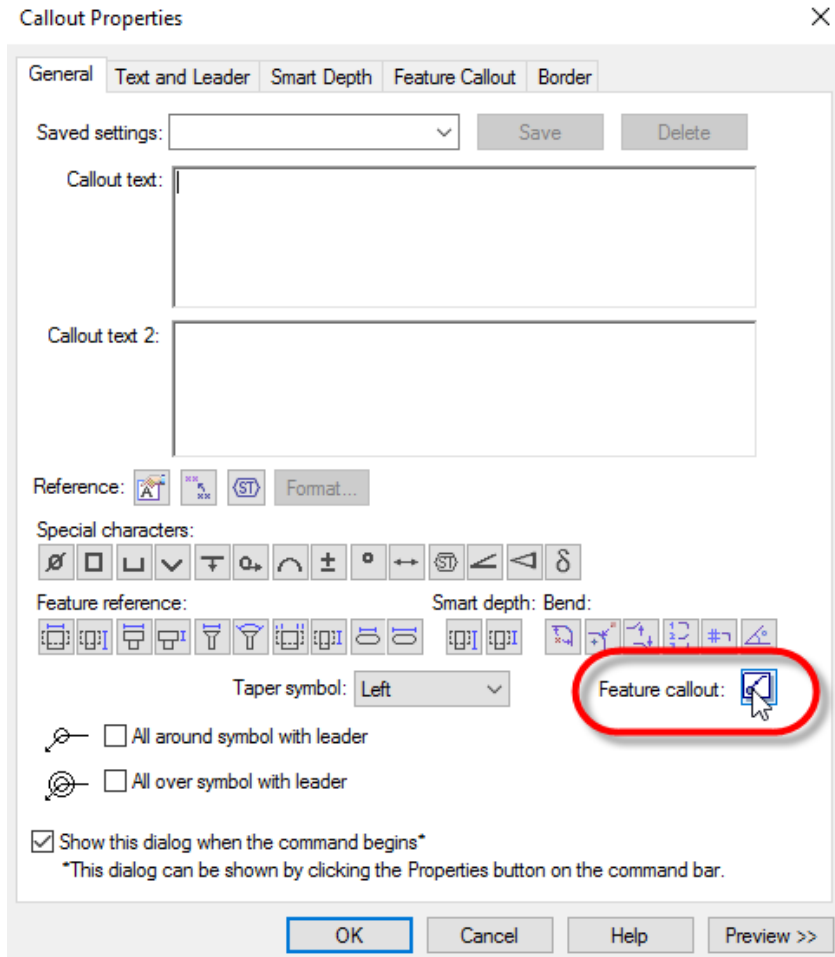 Callout Properties
General Text and Leader Smart Depth Feature Callout Border
Saved settings: Save Delete
Callout text:
Callout text 2:
Reference: A ST Format...
Special characters:
Ø ± ° ↔ ST δ
Feature reference: Smart depth: Bend:
Taper symbol: Left Feature callout:
All around symbol with leader
All over symbol with leader
Show this dialog when the command begins*
*This dialog can be shown by clicking the Properties button on the command bar.
OK Cancel Help Preview >>